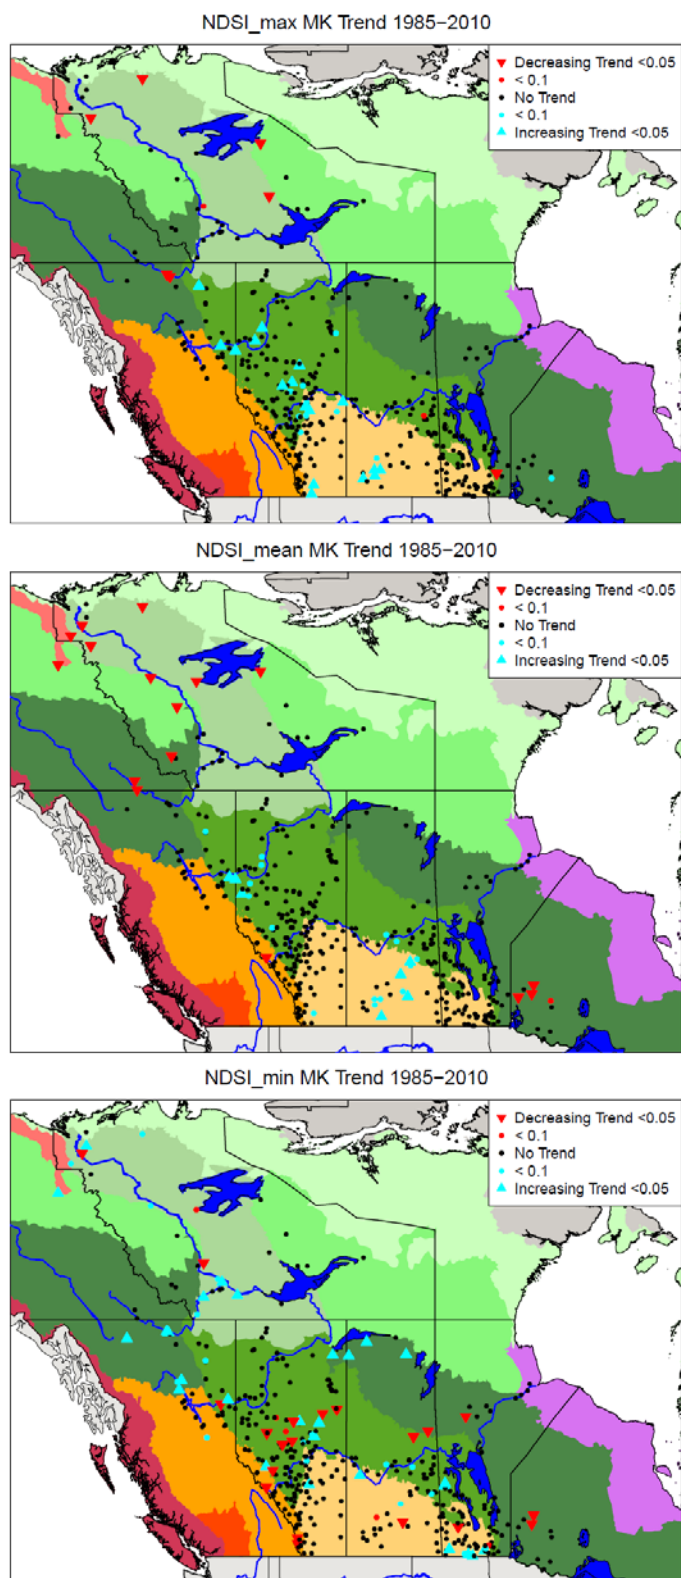 NDSI_max MK Trend 1985−2010
Decreasing Trend <0.05
< 0.1
No Trend
< 0.1
Increasing Trend <0.05
NDSI_mean MK Trend 1985−2010
Decreasing Trend <0.05
< 0.1
No Trend
< 0.1
Increasing Trend <0.05
NDSI_min MK Trend 1985−2010
Decreasing Trend <0.05
< 0.1
No Trend
< 0.1
Increasing Trend <0.05